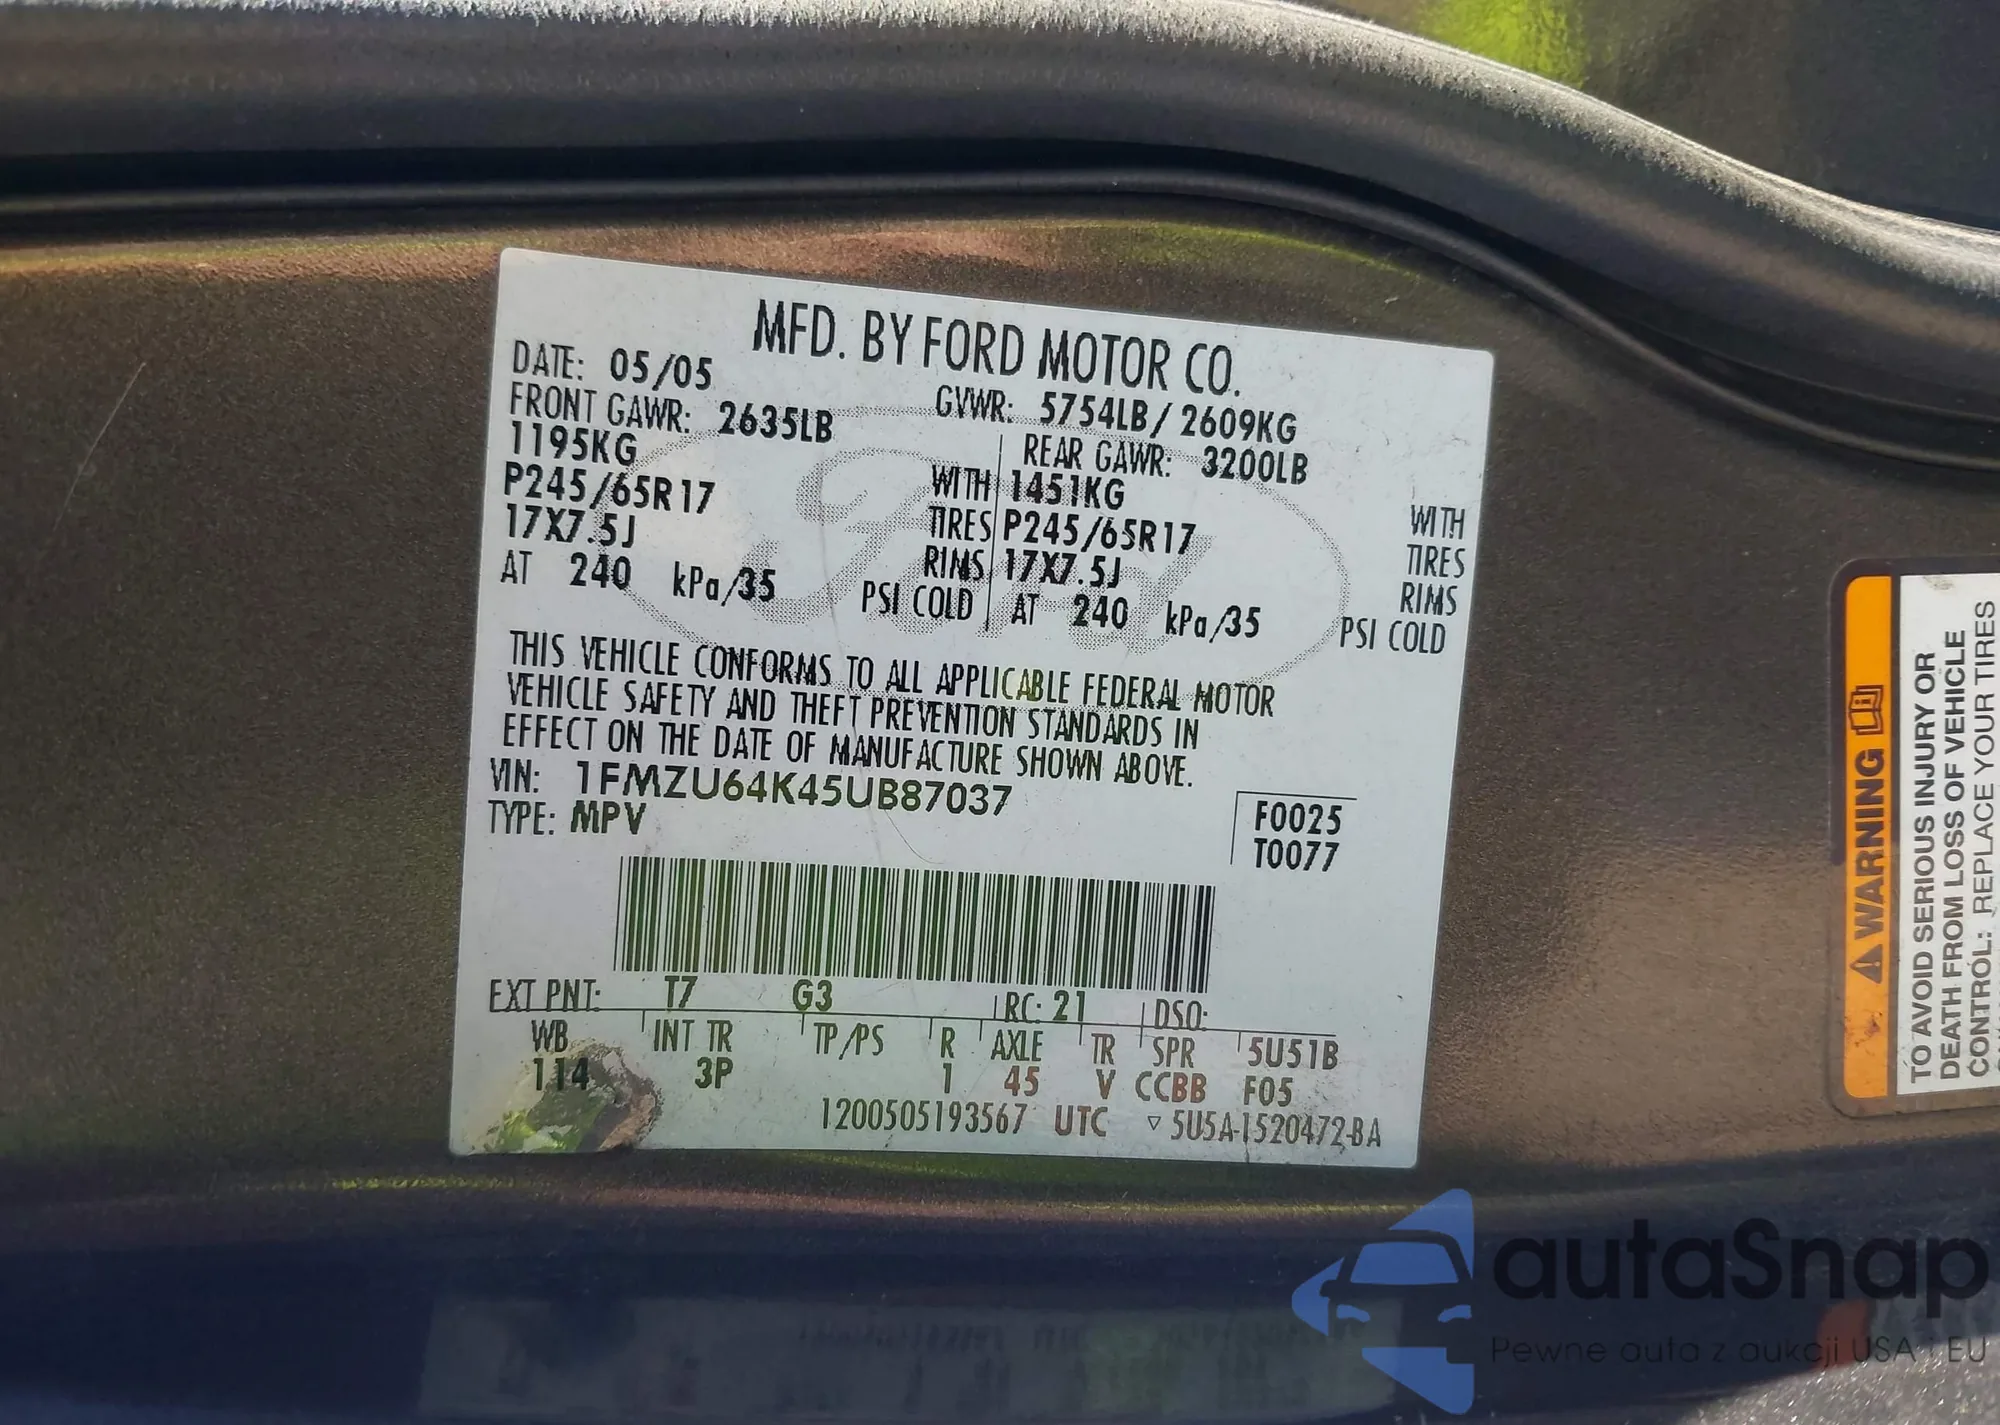 MFD. BY FORD MOTOR CO.
DATE: 05/05
GVWR: 5754LB/2609KG
FRONT GAWR: 2635LB
REAR GAWR: 3200LB
1195KG WITH
1451KG WITH
P245/65R17 TIRES
P245/65R17 TIRES
17X7.5J RIMS
17X7.5J RIMS
AT 240 kPa/35 PSI COLD
AT 240 kPa/35 PSI COLD
THIS VEHICLE CONFORMS TO ALL APPLICABLE FEDERAL MOTOR
VEHICLE SAFETY AND THEFT PREVENTION STANDARDS IN
EFFECT ON THE DATE OF MANUFACTURE SHOWN ABOVE.
VIN: 1FMZU64K45UB87037
TYPE: MPV
F0025
T0077
EXT PNT: T7 G3 RC: 21 DSO:
WB INT TR TP/PS R AXLE TR SPR 5U51B
114 3P 1 45 V CCBB F05
1200505193567 UTC ▽ 5U5A-1520472-BA
Ford
WARNING
TO AVOID SERIOUS INJURY OR
DEATH FROM LOSS OF VEHICLE
CONTROL: REPLACE YOUR TIRES
autaSnap
Pewne auta z aukcji USA i EU